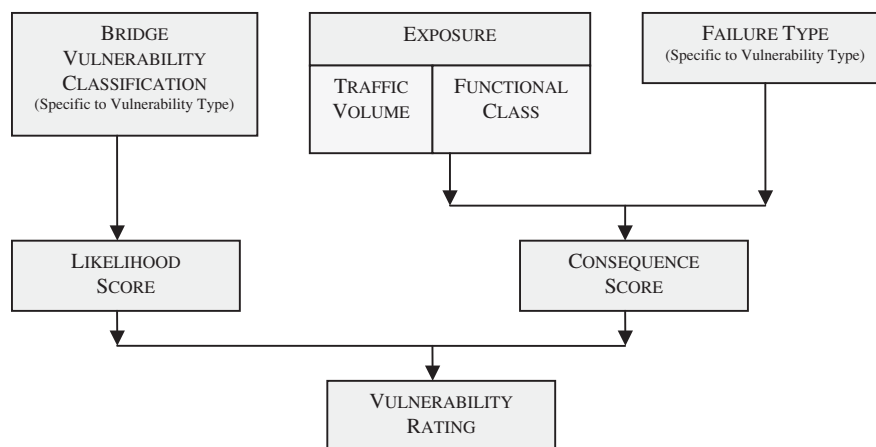 BRIDGE
VULNERABILITY
CLASSIFICATION
(Specific to Vulnerability Type)
EXPOSURE
TRAFFIC
VOLUME
FUNCTIONAL
CLASS
FAILURE TYPE
(Specific to Vulnerability Type)
LIKELIHOOD
SCORE
CONSEQUENCE
SCORE
VULNERABILITY
RATING